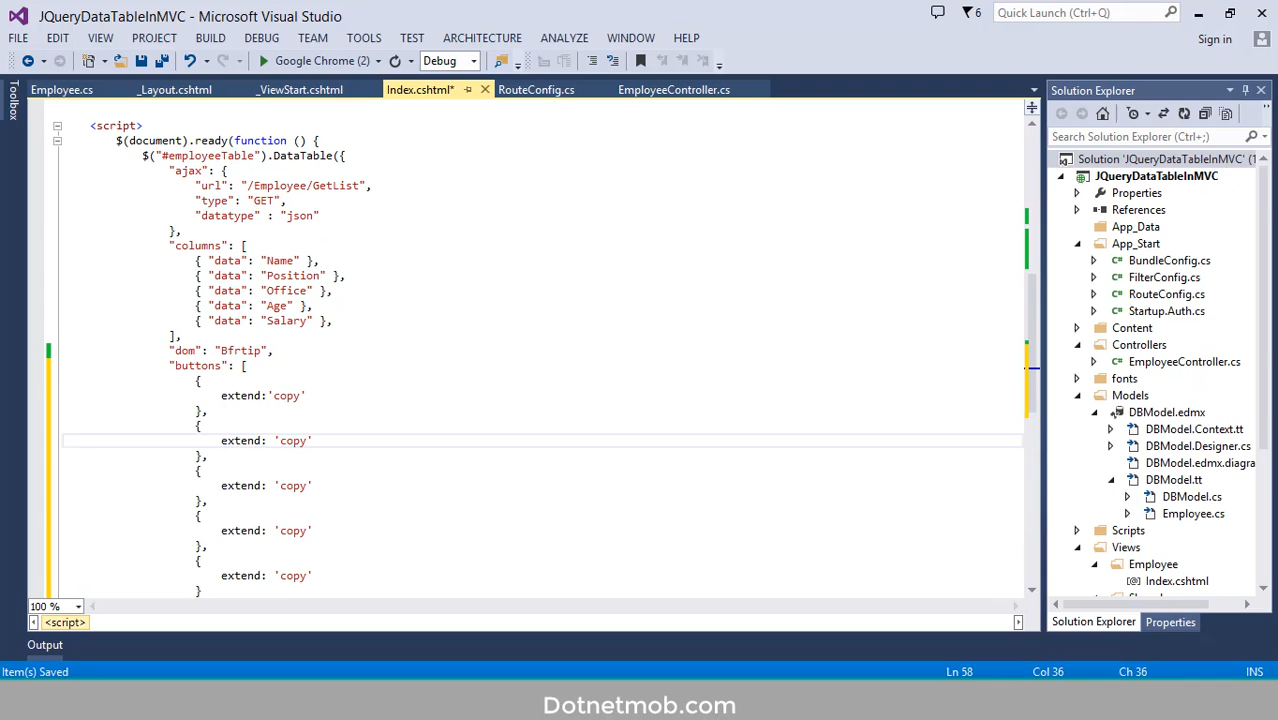 JQueryDataTableInMVC - Microsoft Visual Studio
6
Quick Launch (Ctrl+Q)
FILE EDIT VIEW PROJECT BUILD DEBUG TEAM TOOLS TEST ARCHITECTURE ANALYZE WINDOW HELP
Sign in
Google Chrome (2)
Debug
Toolbox
Employee.cs _Layout.cshtml _ViewStart.cshtml Index.cshtml* RouteConfig.cs EmployeeController.cs
<script>
$(document).ready(function () {
$("#employeeTable").DataTable({
"ajax": {
"url": "/Employee/GetList",
"type": "GET",
"datatype" : "json"
},
"columns": [
{ "data": "Name" },
{ "data": "Position" },
{ "data": "Office" },
{ "data": "Age" },
{ "data": "Salary" },
],
"dom": "Bfrtip",
"buttons": [
{
extend:'copy'
},
{
extend: 'copy'
},
{
extend: 'copy'
},
{
extend: 'copy'
},
{
extend: 'copy'
}
100 %
<script>
Output
Solution Explorer
Search Solution Explorer (Ctrl+;)
Solution 'JQueryDataTableInMVC' (1
JQueryDataTableInMVC
Properties
References
App_Data
App_Start
BundleConfig.cs
FilterConfig.cs
RouteConfig.cs
Startup.Auth.cs
Content
Controllers
EmployeeController.cs
fonts
Models
DBModel.edmx
DBModel.Context.tt
DBModel.Designer.cs
DBModel.edmx.diagra
DBModel.tt
DBModel.cs
Employee.cs
Scripts
Views
Employee
Index.cshtml
Solution Explorer Properties
Item(s) Saved
Ln 58 Col 36 Ch 36 INS
Dotnetmob.com